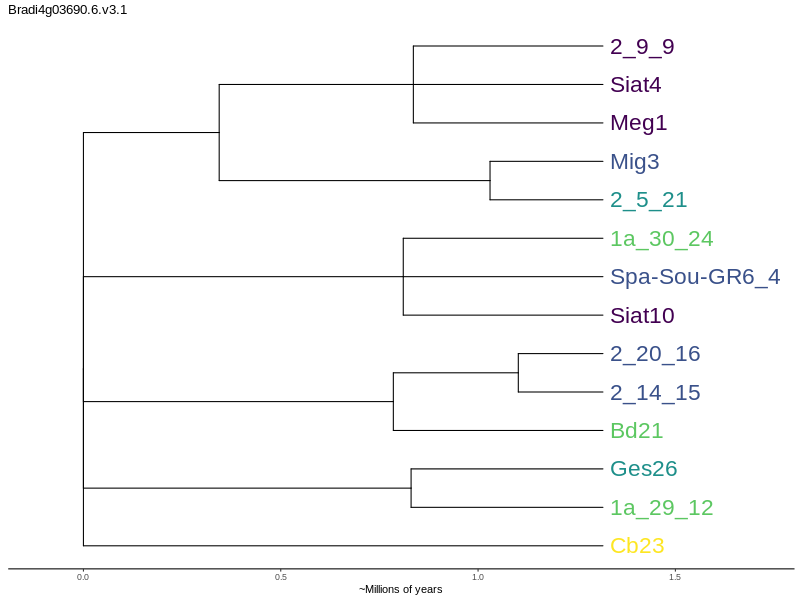 Bradi4g03690.6.v3.1
2_9_9
Siat4
Meg1
Mig3
2_5_21
1a_30_24
Spa-Sou-GR6_4
Siat10
2_20_16
2_14_15
Bd21
Ges26
1a_29_12
Cb23
0.0 0.5 1.0 1.5
~Millions of years